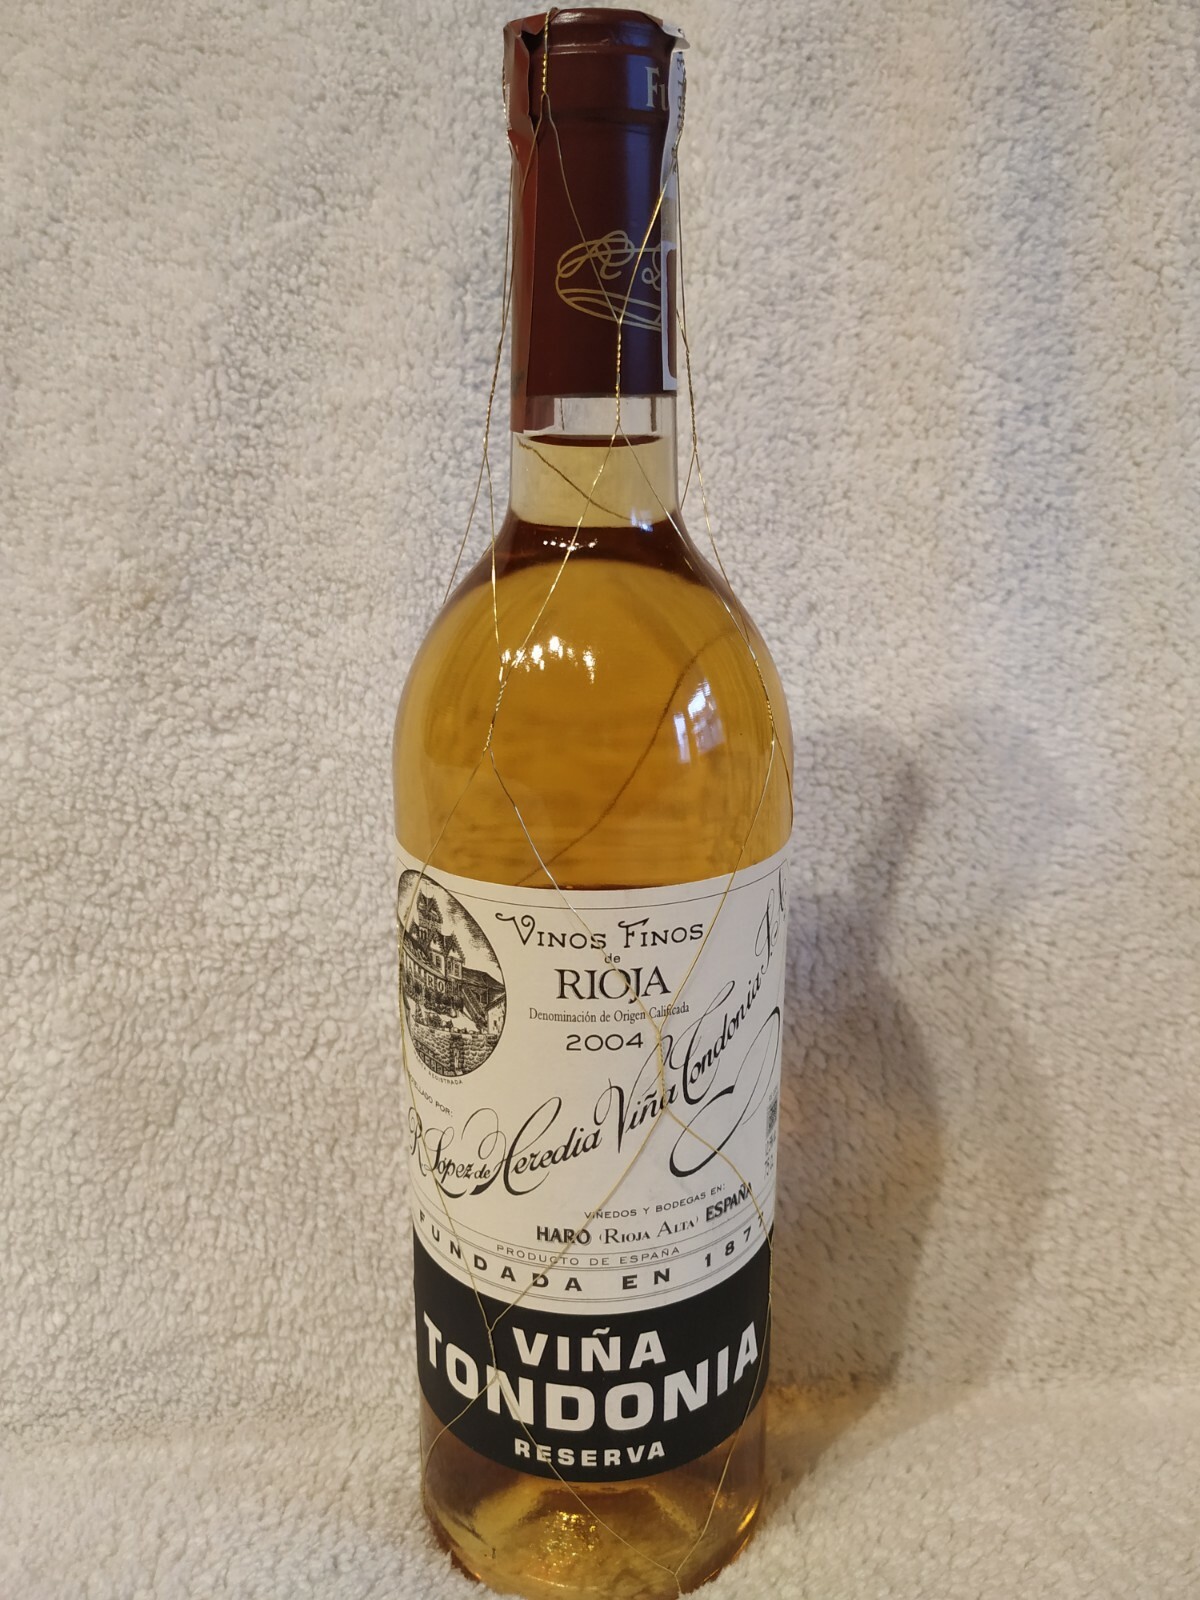 VINOS FINOS
de
RIOJA
Denominación de Origen Calificada
2004
R. López de Heredia Viña Tondonia S.A.
VIÑEDOS Y BODEGAS EN:
HARO (RIOJA ALTA) ESPAÑA
PRODUCTO DE ESPAÑA
FUNDADA EN 1877
VIÑA
TONDONIA
RESERVA